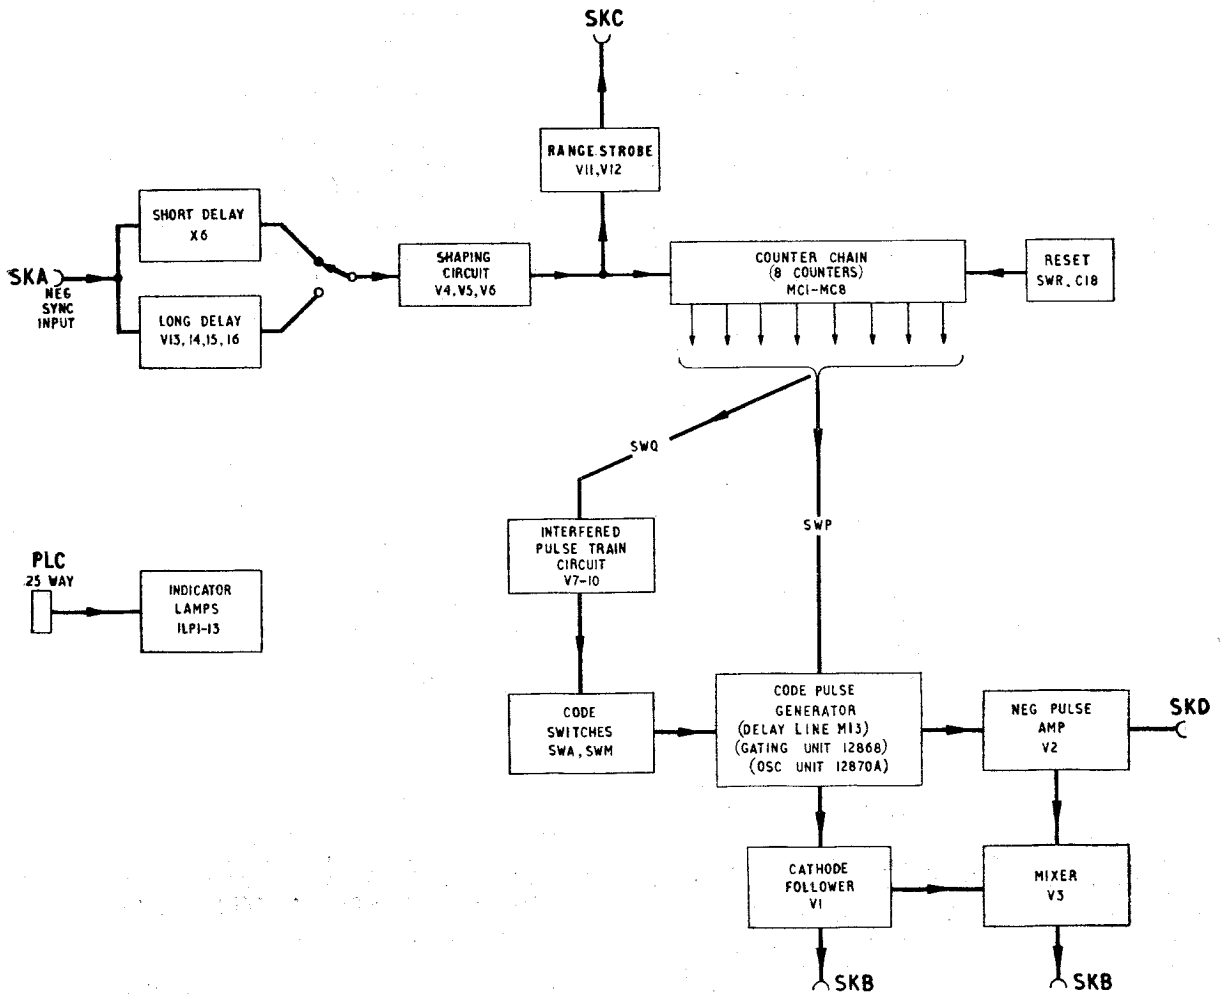 SKC
RANGE STROBE
V11, V12
SHORT DELAY
X6
SKA
NEG
SYNC
INPUT
LONG DELAY
V13, 14, 15, 16
SHAPING
CIRCUIT
V4, V5, V6
COUNTER CHAIN
(8 COUNTERS)
MC1-MC8
RESET
SWR, C18
SWQ
SWP
INTERFERED
PULSE TRAIN
CIRCUIT
V7-10
PLC
25 WAY
INDICATOR
LAMPS
ILP1-13
CODE
SWITCHES
SWA, SWM
CODE PULSE
GENERATOR
(DELAY LINE M13)
(GATING UNIT 12868)
(OSC UNIT 12870A)
NEG PULSE
AMP
V2
SKD
CATHODE
FOLLOWER
V1
MIXER
V3
SKB
SKB